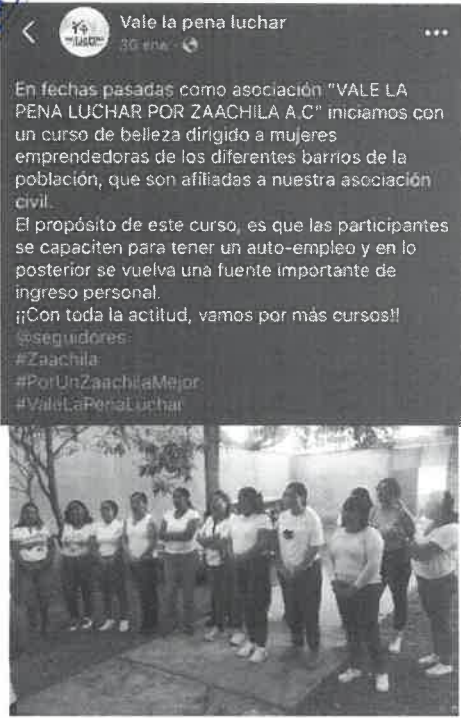 Vale la pena luchar
30 ene
En fechas pasadas como asociación "VALE LA
PENA LUCHAR POR ZAACHILA A.C" iniciamos con
un curso de belleza dirigido a mujeres
emprendedoras de los diferentes barrios de la
población, que son afiliadas a nuestra asociación
civil.
El propósito de este curso, es que las participantes
se capaciten para tener un auto-empleo y en lo
posterior se vuelva una fuente importante de
ingreso personal.
¡¡Con toda la actitud, vamos por más cursos!!
@seguidores
#Zaachila
#PorUnZaachilaMejor
#ValeLaPenaLuchar